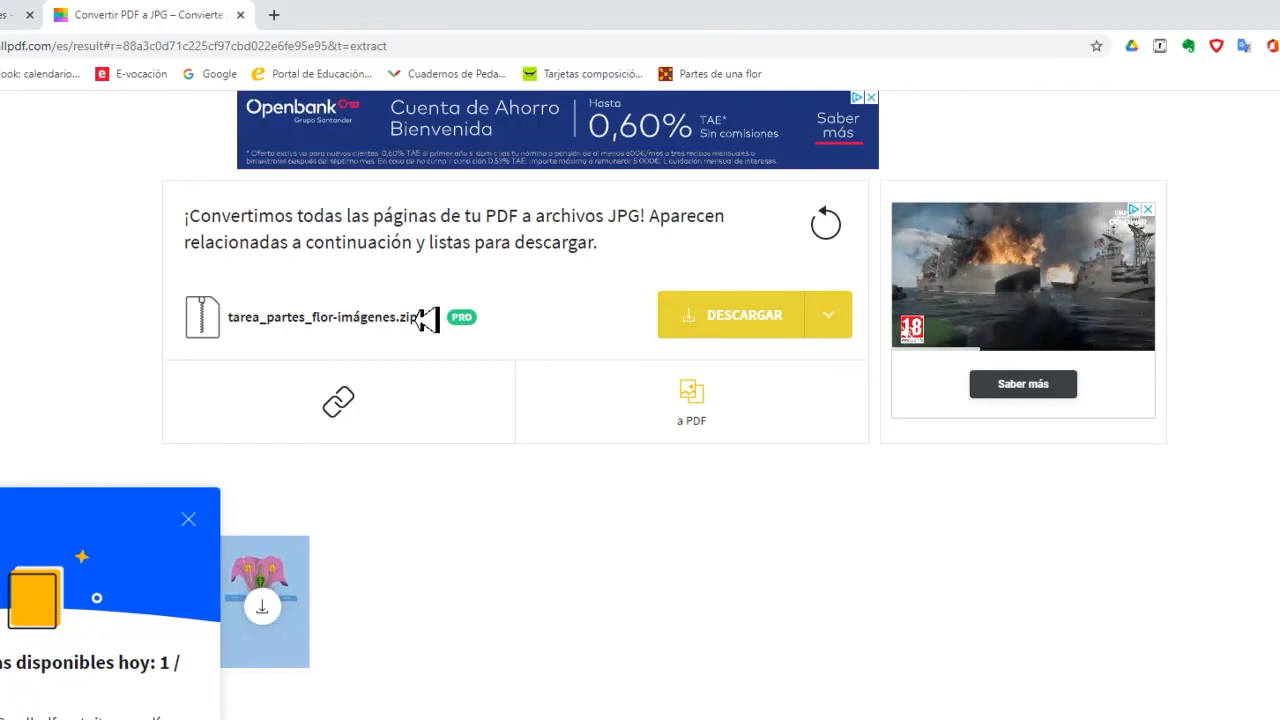 es -
Convertir PDF a JPG – Convierte
llpdf.com/es/result#r=88a3c0d71c225cf97cbd022e6fe95e95&t=extract
ook: calendario...
E-vocación
Google
Portal de Educación...
Cuadernos de Peda...
Tarjetas composició...
Partes de una flor
Openbank
Grupo Santander
Cuenta de Ahorro
Bienvenida
Hasta
0,60%
TAE*
Sin comisiones
Saber
más
¡Convertimos todas las páginas de tu PDF a archivos JPG! Aparecen
relacionadas a continuación y listas para descargar.
tarea_partes_flor-imágenes.zip
PRO
DESCARGAR
a PDF
18
Saber más
as disponibles hoy: 1 /